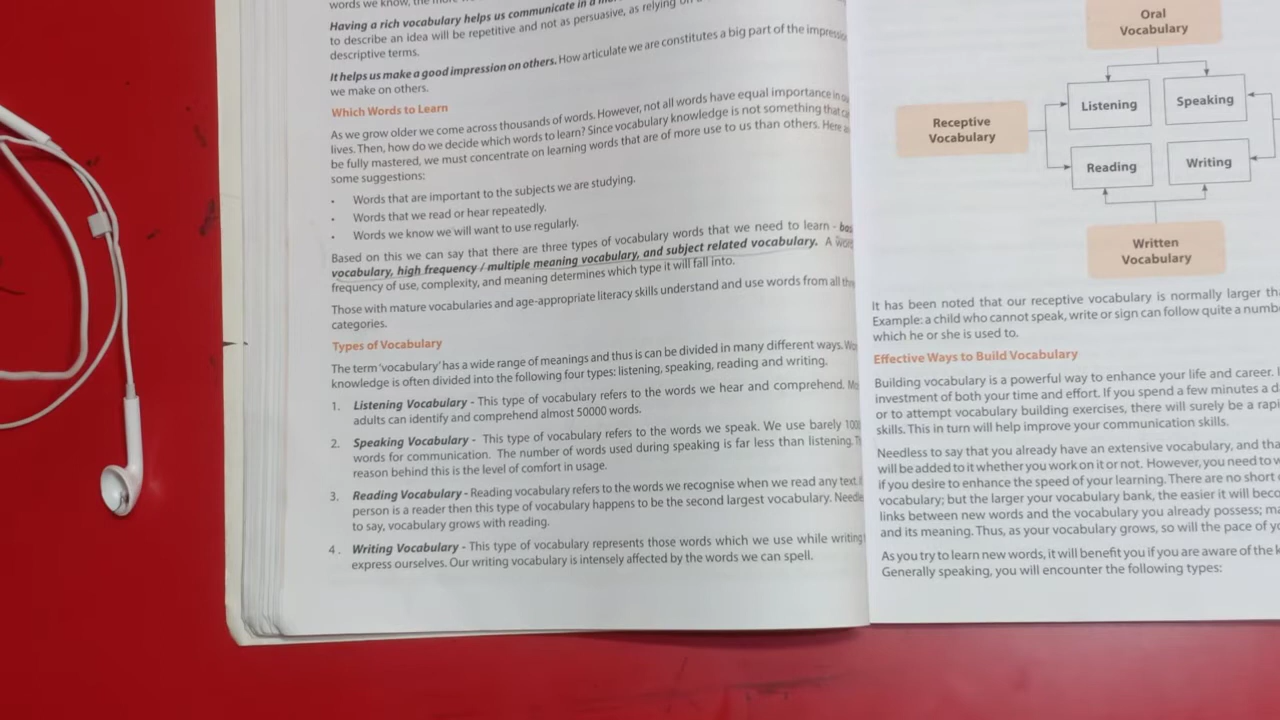 words we know, the
Having a rich vocabulary helps us communicate in a
to describe an idea will be repetitive and not as persuasive, as relying on
descriptive terms.
It helps us make a good impression on others. How articulate we are constitutes a big part of the
we make on others.
Which Words to Learn
As we grow older we come across thousands of words. However, not all words have equal importance in
lives. Then, how do we decide which words to learn? Since vocabulary knowledge is not something that
be fully mastered, we must concentrate on learning words that are of more use to us than others. Here
some suggestions:
• Words that are important to the subjects we are studying.
• Words that we read or hear repeatedly.
• Words we know we will want to use regularly.
Based on this we can say that there are three types of vocabulary words that we need to learn -
vocabulary, high frequency / multiple meaning vocabulary, and subject related vocabulary. A
frequency of use, complexity, and meaning determines which type it will fall into.
Those with mature vocabularies and age-appropriate literacy skills understand and use words from all
categories.
Types of Vocabulary
The term 'vocabulary' has a wide range of meanings and thus is can be divided in many different ways.
knowledge is often divided into the following four types: listening, speaking, reading and writing.
1. Listening Vocabulary - This type of vocabulary refers to the words we hear and comprehend.
adults can identify and comprehend almost 50000 words.
2. Speaking Vocabulary - This type of vocabulary refers to the words we speak. We use barely
words for communication. The number of words used during speaking is far less than listening.
reason behind this is the level of comfort in usage.
3. Reading Vocabulary - Reading vocabulary refers to the words we recognise when we read any text.
person is a reader then this type of vocabulary happens to be the second largest vocabulary.
to say, vocabulary grows with reading.
4. Writing Vocabulary - This type of vocabulary represents those words which we use while writing
express ourselves. Our writing vocabulary is intensely affected by the words we can spell.
Oral
Vocabulary
Listening
Speaking
Receptive
Vocabulary
Reading
Writing
Written
Vocabulary
It has been noted that our receptive vocabulary is normally larger
Example: a child who cannot speak, write or sign can follow quite a
which he or she is used to.
Effective Ways to Build Vocabulary
Building vocabulary is a powerful way to enhance your life and career.
investment of both your time and effort. If you spend a few minutes a
or to attempt vocabulary building exercises, there will surely be a
skills. This in turn will help improve your communication skills.
Needless to say that you already have an extensive vocabulary, and
will be added to it whether you work on it or not. However, you need to
if you desire to enhance the speed of your learning. There are no short
vocabulary; but the larger your vocabulary bank, the easier it will
links between new words and the vocabulary you already possess;
and its meaning. Thus, as your vocabulary grows, so will the pace of
As you try to learn new words, it will benefit you if you are aware of the
Generally speaking, you will encounter the following types: